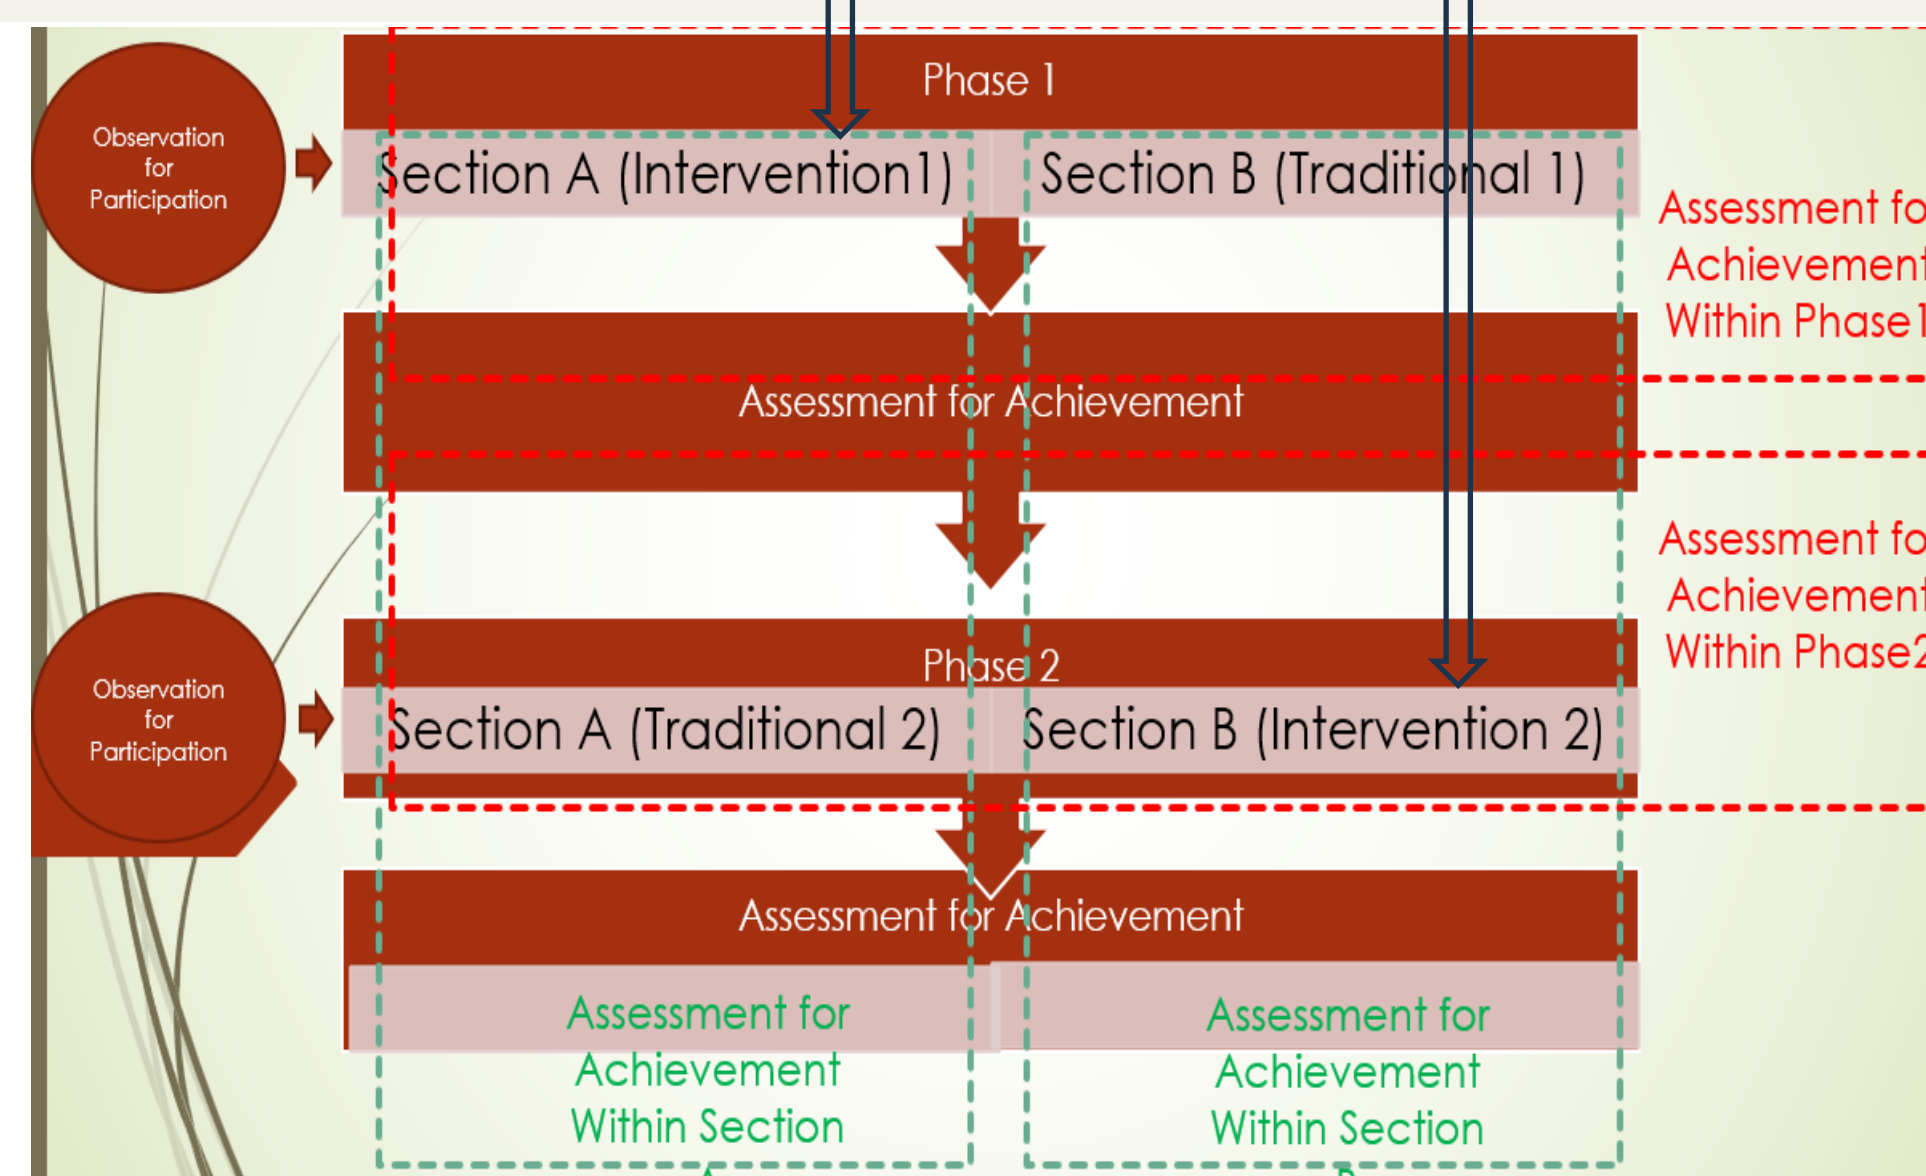 Phase 1
Observation
for
Participation
Section A (Intervention1)
Section B (Traditional 1)
Assessment fo
Achievement
Within Phase1
Assessment for Achievement
Assessment fo
Achievement
Within Phase2
Phase 2
Observation
for
Participation
Section A (Traditional 2)
Section B (Intervention 2)
Assessment for Achievement
Assessment for
Achievement
Within Section
Assessment for
Achievement
Within Section